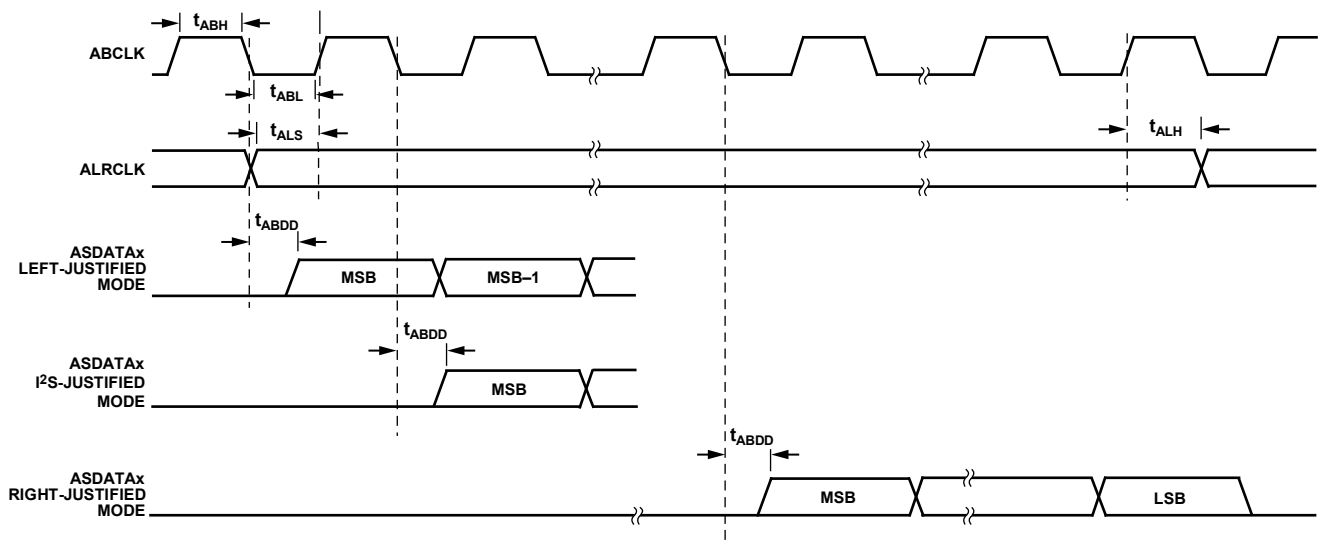 tABH
ABCLK
tABL
tALS
tALH
ALRCLK
tABDD
ASDATAx
LEFT-JUSTIFIED
MODE
MSB
MSB–1
tABDD
ASDATAx
I²S-JUSTIFIED
MODE
MSB
tABDD
ASDATAx
RIGHT-JUSTIFIED
MODE
MSB
LSB